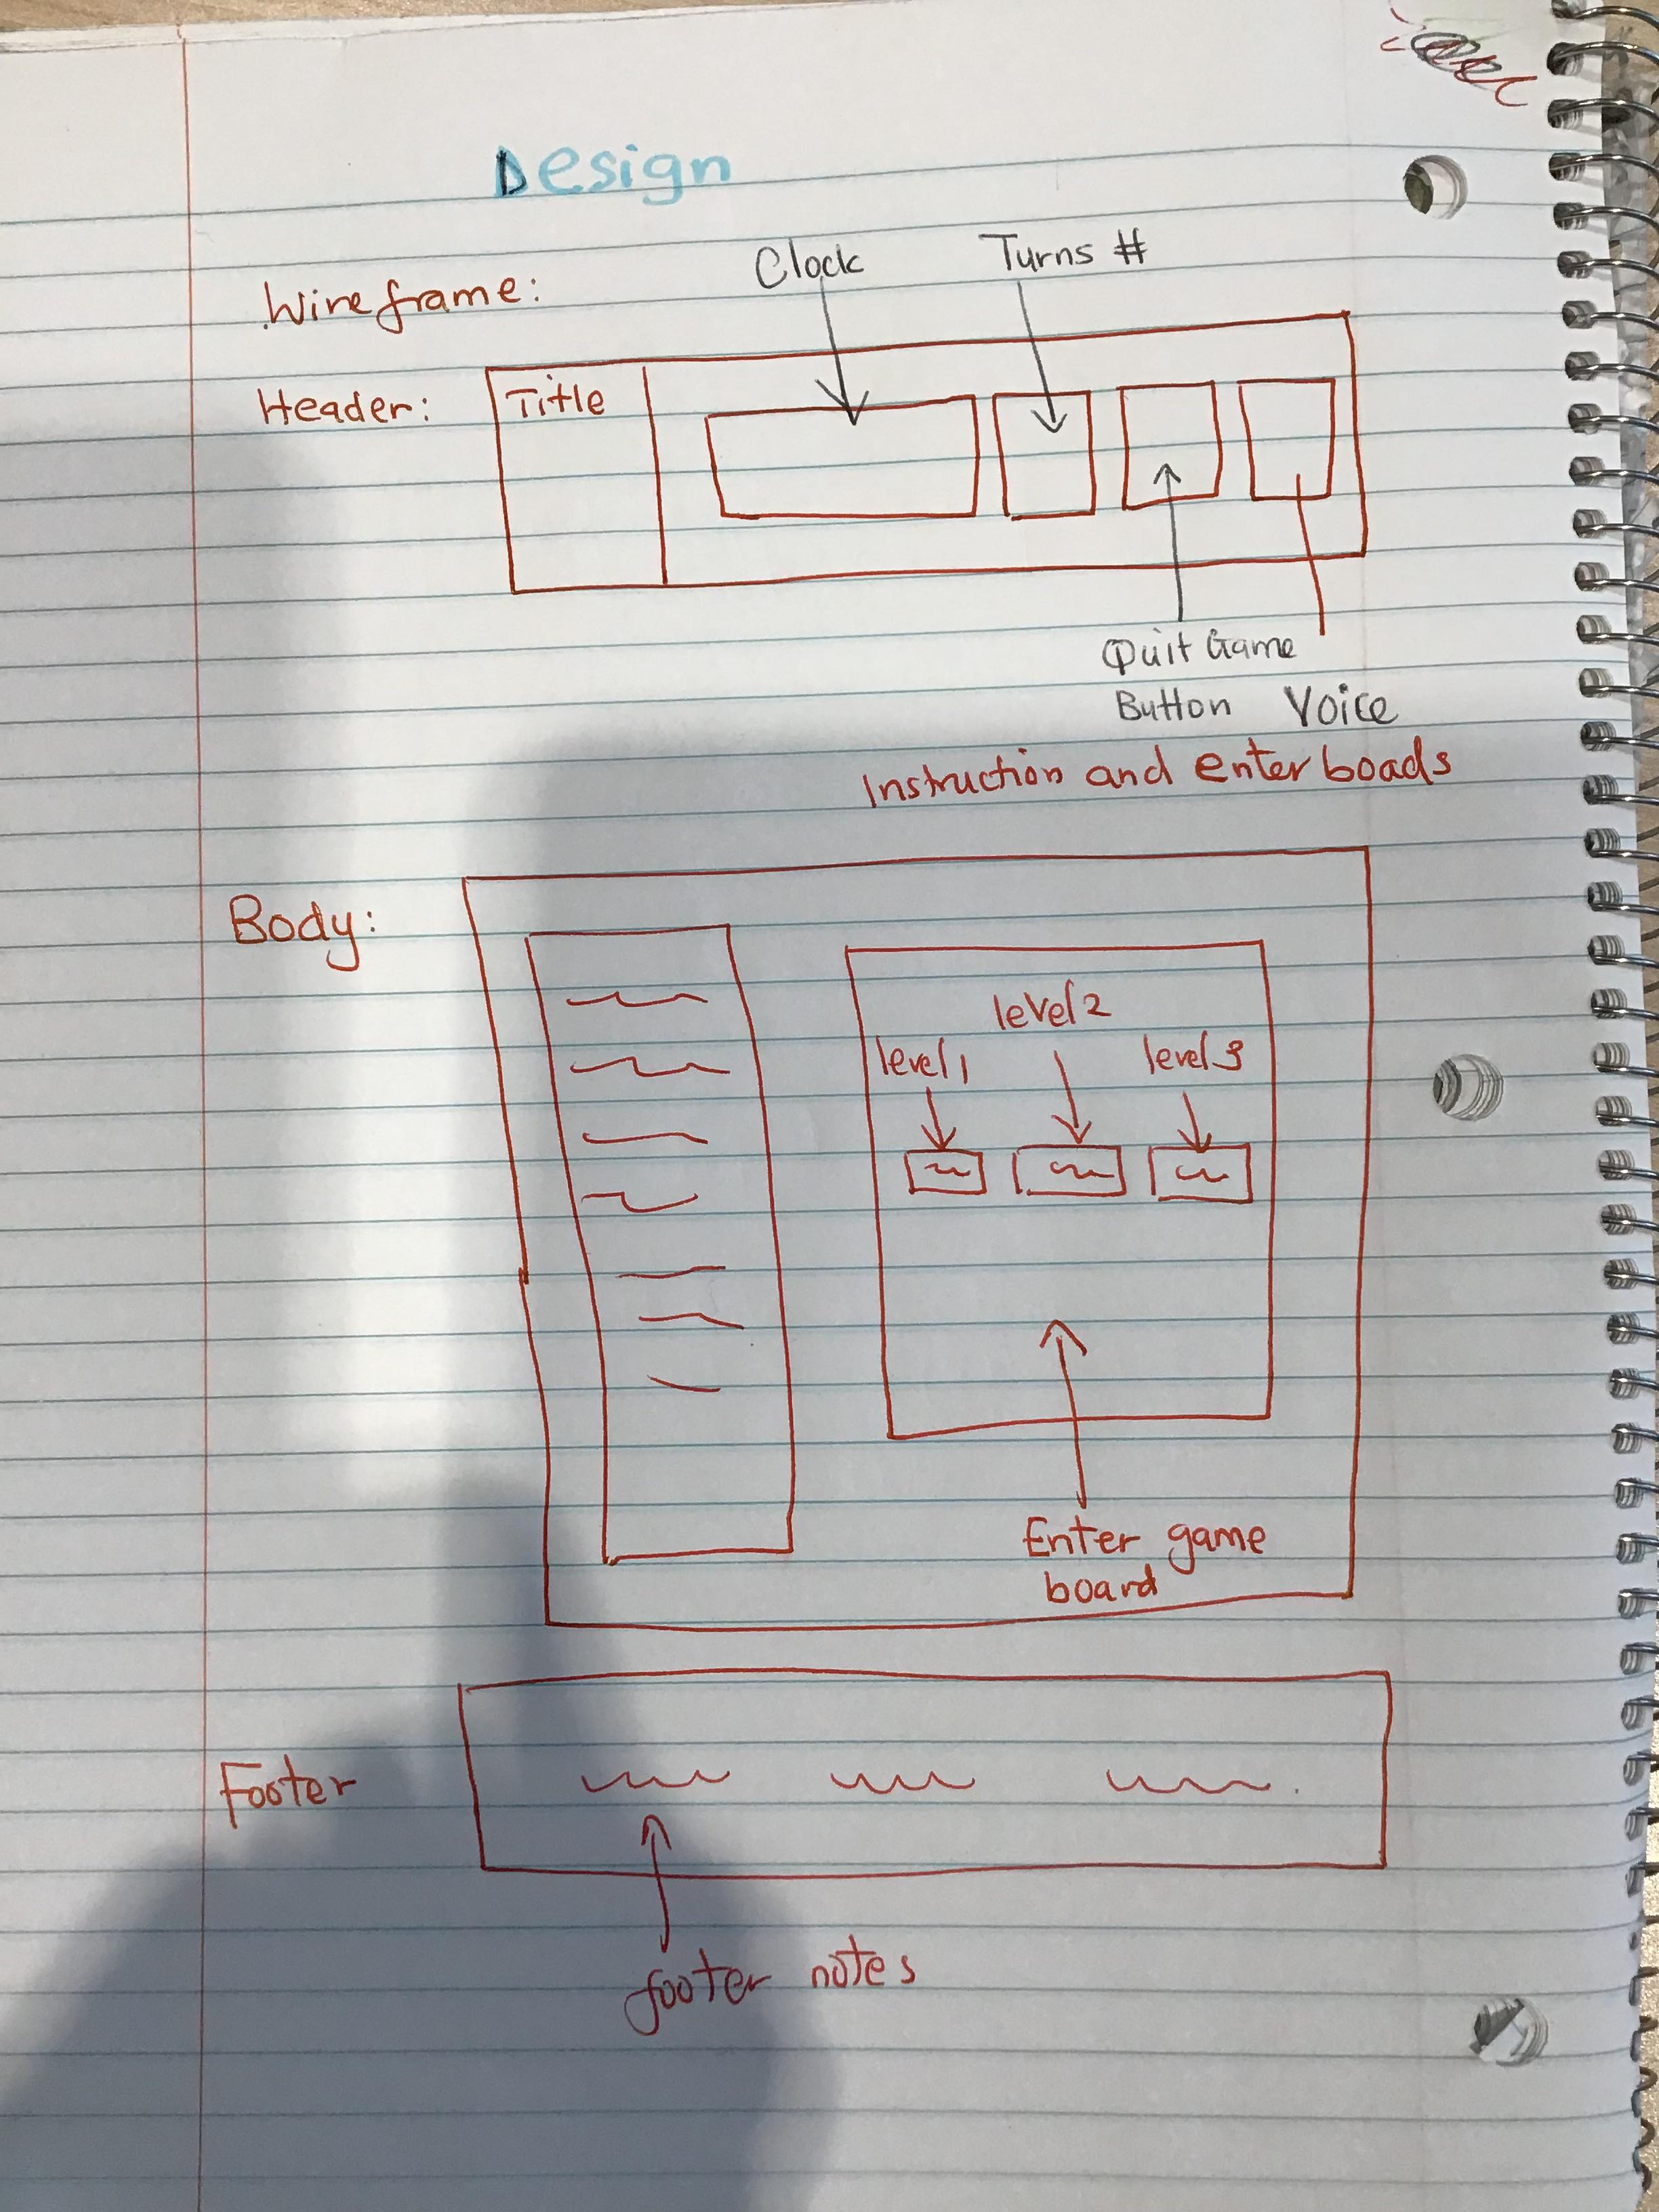 Design
Clock
Turns #
Wireframe:
Header:
Title
Quit Game
Button
Voice
Instruction and enter boads
Body:
level 2
level 1
level 3
Enter game
board
Footer
footer notes